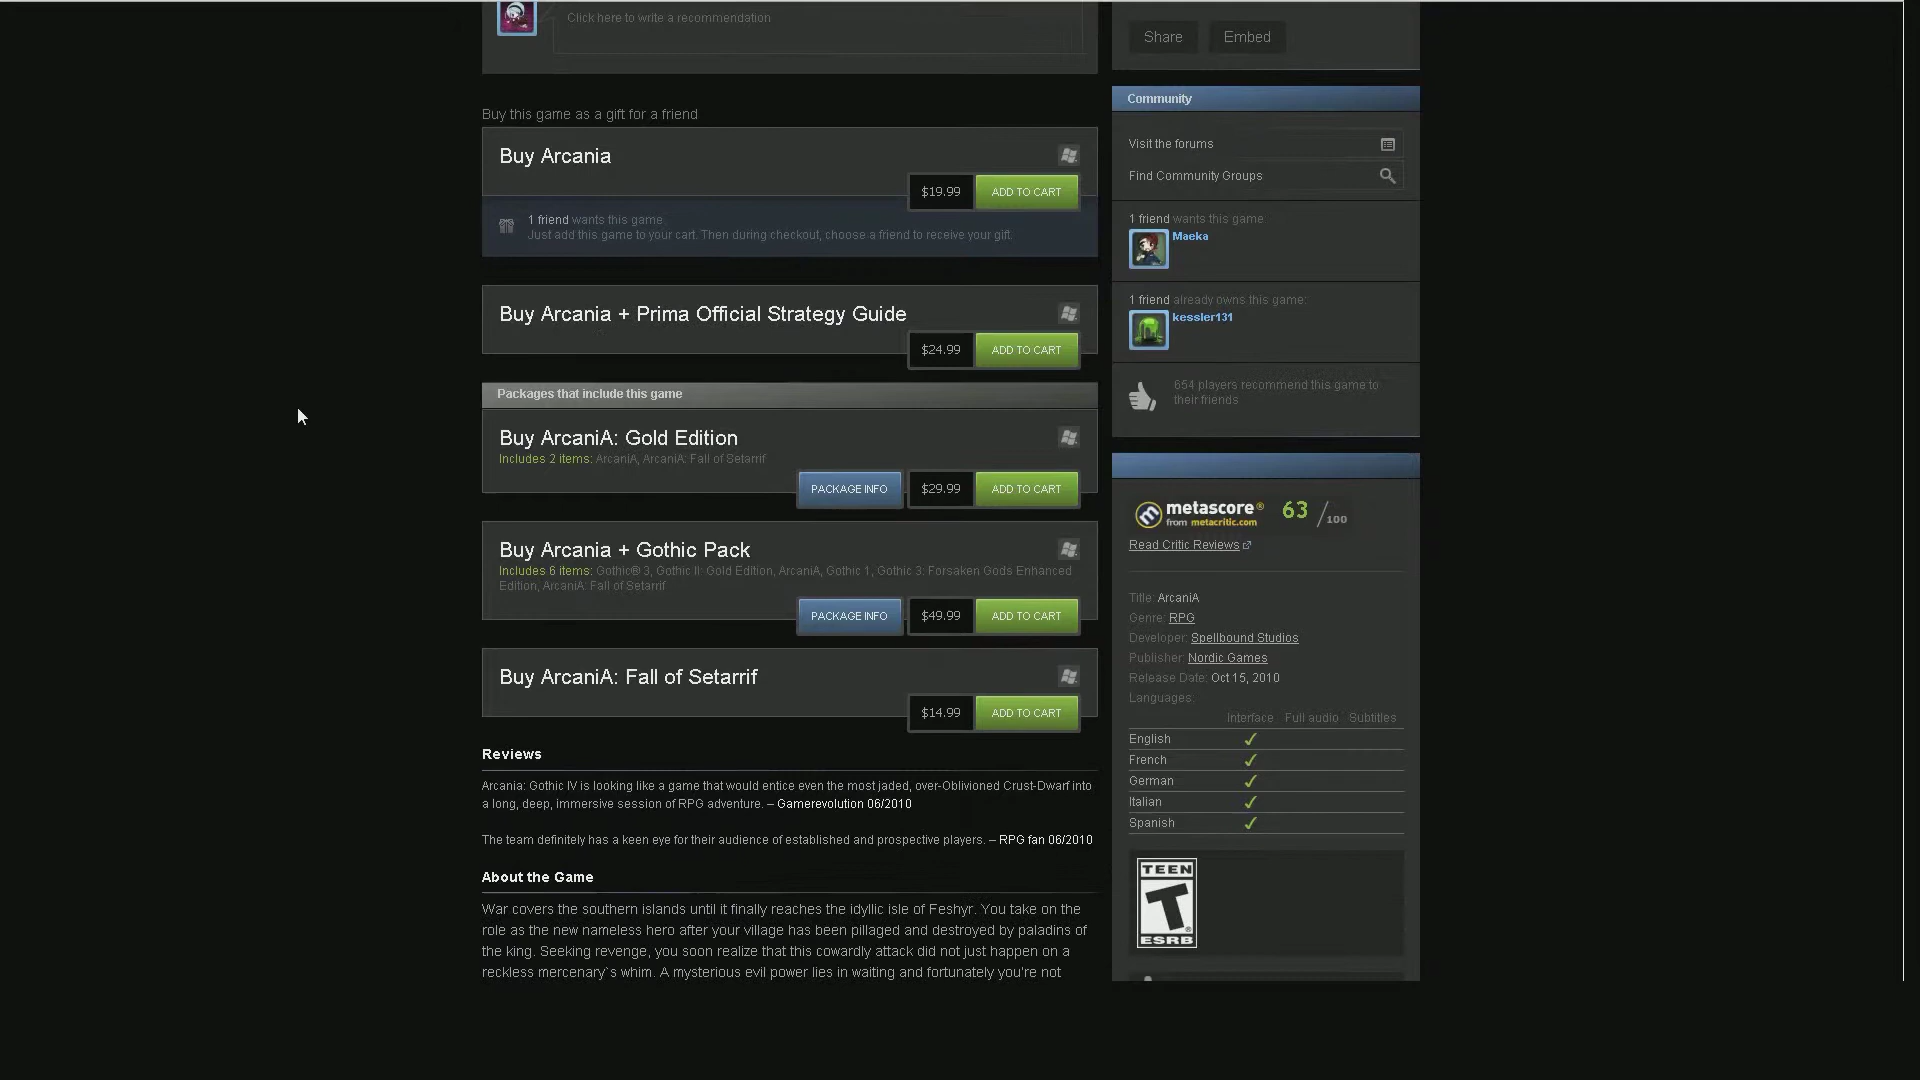 Click here to write a recommendation
Share
Embed
Buy this game as a gift for a friend
Buy Arcania
$19.99
ADD TO CART
1 friend wants this game
Just add this game to your cart. Then during checkout, choose a friend to receive your gift.
Buy Arcania + Prima Official Strategy Guide
$24.99
ADD TO CART
Packages that include this game
Buy ArcaniA: Gold Edition
Includes 2 items: ArcaniA, ArcaniA: Fall of Setarrif
PACKAGE INFO
$29.99
ADD TO CART
Buy Arcania + Gothic Pack
Includes 6 items: Gothic® 3, Gothic II: Gold Edition, ArcaniA, Gothic 1, Gothic 3: Forsaken Gods Enhanced
Edition, ArcaniA: Fall of Setarrif
PACKAGE INFO
$49.99
ADD TO CART
Buy ArcaniA: Fall of Setarrif
$14.99
ADD TO CART
Reviews
Arcania: Gothic IV is looking like a game that would entice even the most jaded, over-Oblivioned Crust-Dwarf into
a long, deep, immersive session of RPG adventure. – Gamerevolution 06/2010
The team definitely has a keen eye for their audience of established and prospective players. – RPG fan 06/2010
About the Game
War covers the southern islands until it finally reaches the idyllic isle of Feshyr. You take on the
role as the new nameless hero after your village has been pillaged and destroyed by paladins of
the king. Seeking revenge, you soon realize that this cowardly attack did not just happen on a
reckless mercenary`s whim. A mysterious evil power lies in waiting and fortunately you're not
Community
Visit the forums
Find Community Groups
1 friend wants this game
Maeka
1 friend already owns this game:
kessler131
654 players recommend this game to
their friends
metascore®
from metacritic.com
63 /100
Read Critic Reviews
Title: ArcaniA
Genre: RPG
Developer: Spellbound Studios
Publisher: Nordic Games
Release Date: Oct 15, 2010
Languages:
Interface Full audio Subtitles
English
French
German
Italian
Spanish
TEEN
T
ESRB